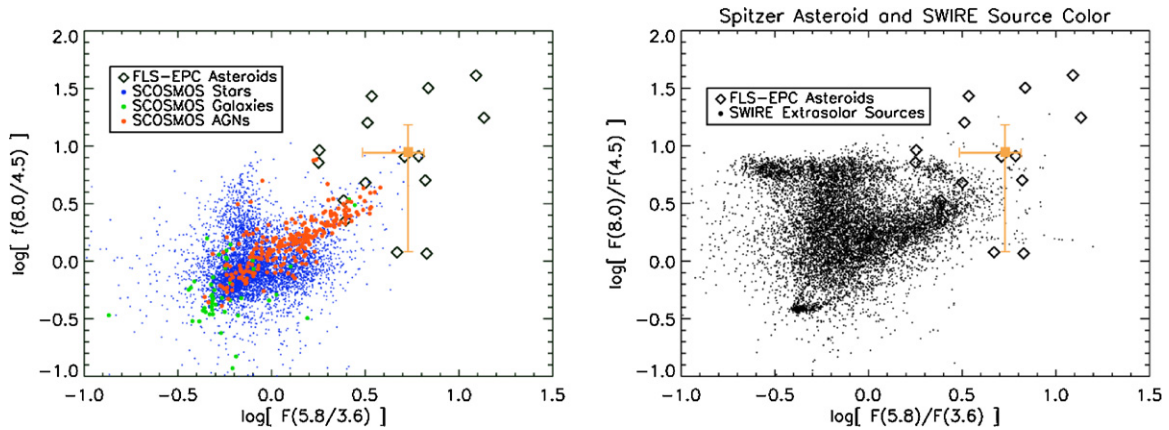 2.0
1.5
1.0
0.5
0.0
−0.5
−1.0
log[ f(8.0/4.5) ]
FLS−EPC Asteroids
SCOSMOS Stars
SCOSMOS Galaxies
SCOSMOS AGNs
−1.0 −0.5 0.0 0.5 1.0 1.5
log[ F(5.8/3.6) ]
Spitzer Asteroid and SWIRE Source Color
2.0
1.5
1.0
0.5
0.0
−0.5
−1.0
log[ F(8.0)/F(4.5) ]
FLS−EPC Asteroids
SWIRE Extrasolar Sources
−1.0 −0.5 0.0 0.5 1.0 1.5
log[ F(5.8)/F(3.6) ]